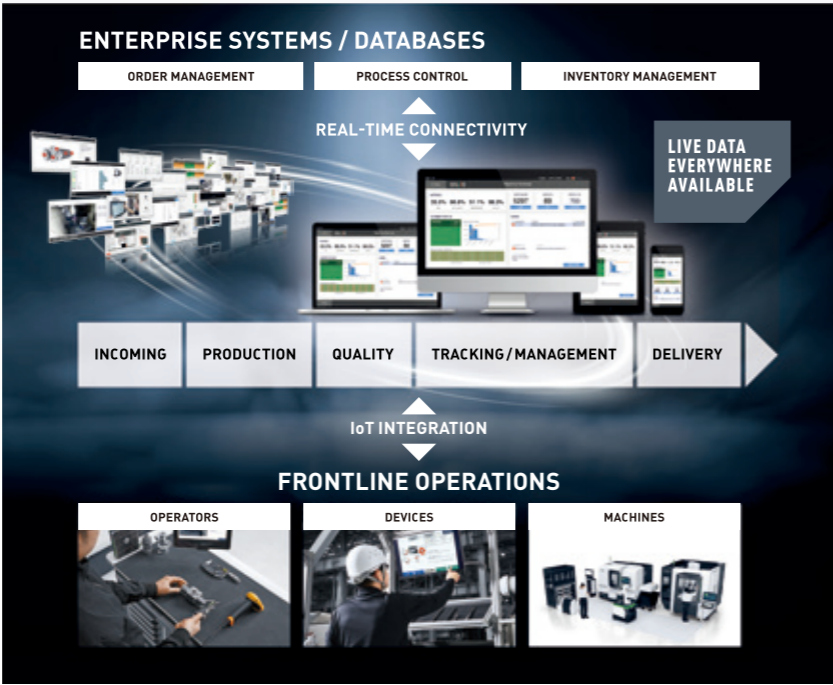 ENTERPRISE SYSTEMS / DATABASES
ORDER MANAGEMENT
PROCESS CONTROL
INVENTORY MANAGEMENT
REAL-TIME CONNECTIVITY
LIVE DATA
EVERYWHERE
AVAILABLE
INCOMING
PRODUCTION
QUALITY
TRACKING / MANAGEMENT
DELIVERY
IoT INTEGRATION
FRONTLINE OPERATIONS
OPERATORS
DEVICES
MACHINES